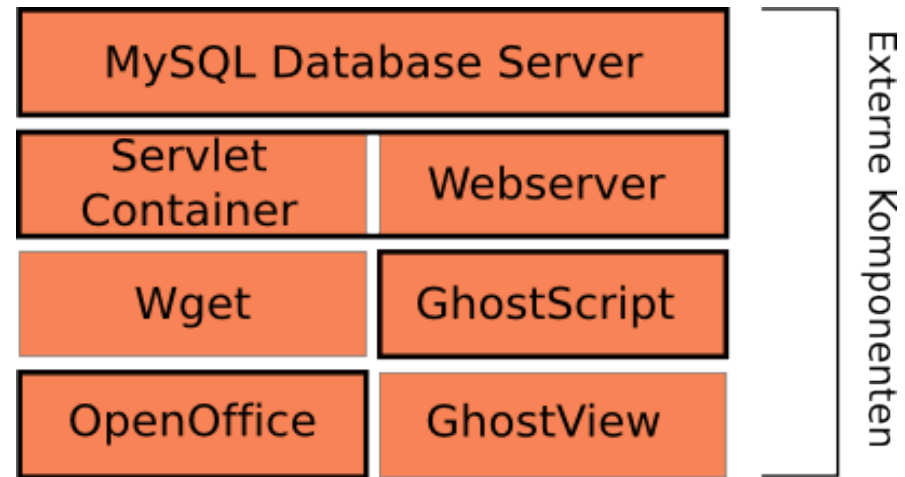 MySQL Database Server
Servlet
Container
Webserver
Wget
GhostScript
OpenOffice
GhostView
Externe Komponenten